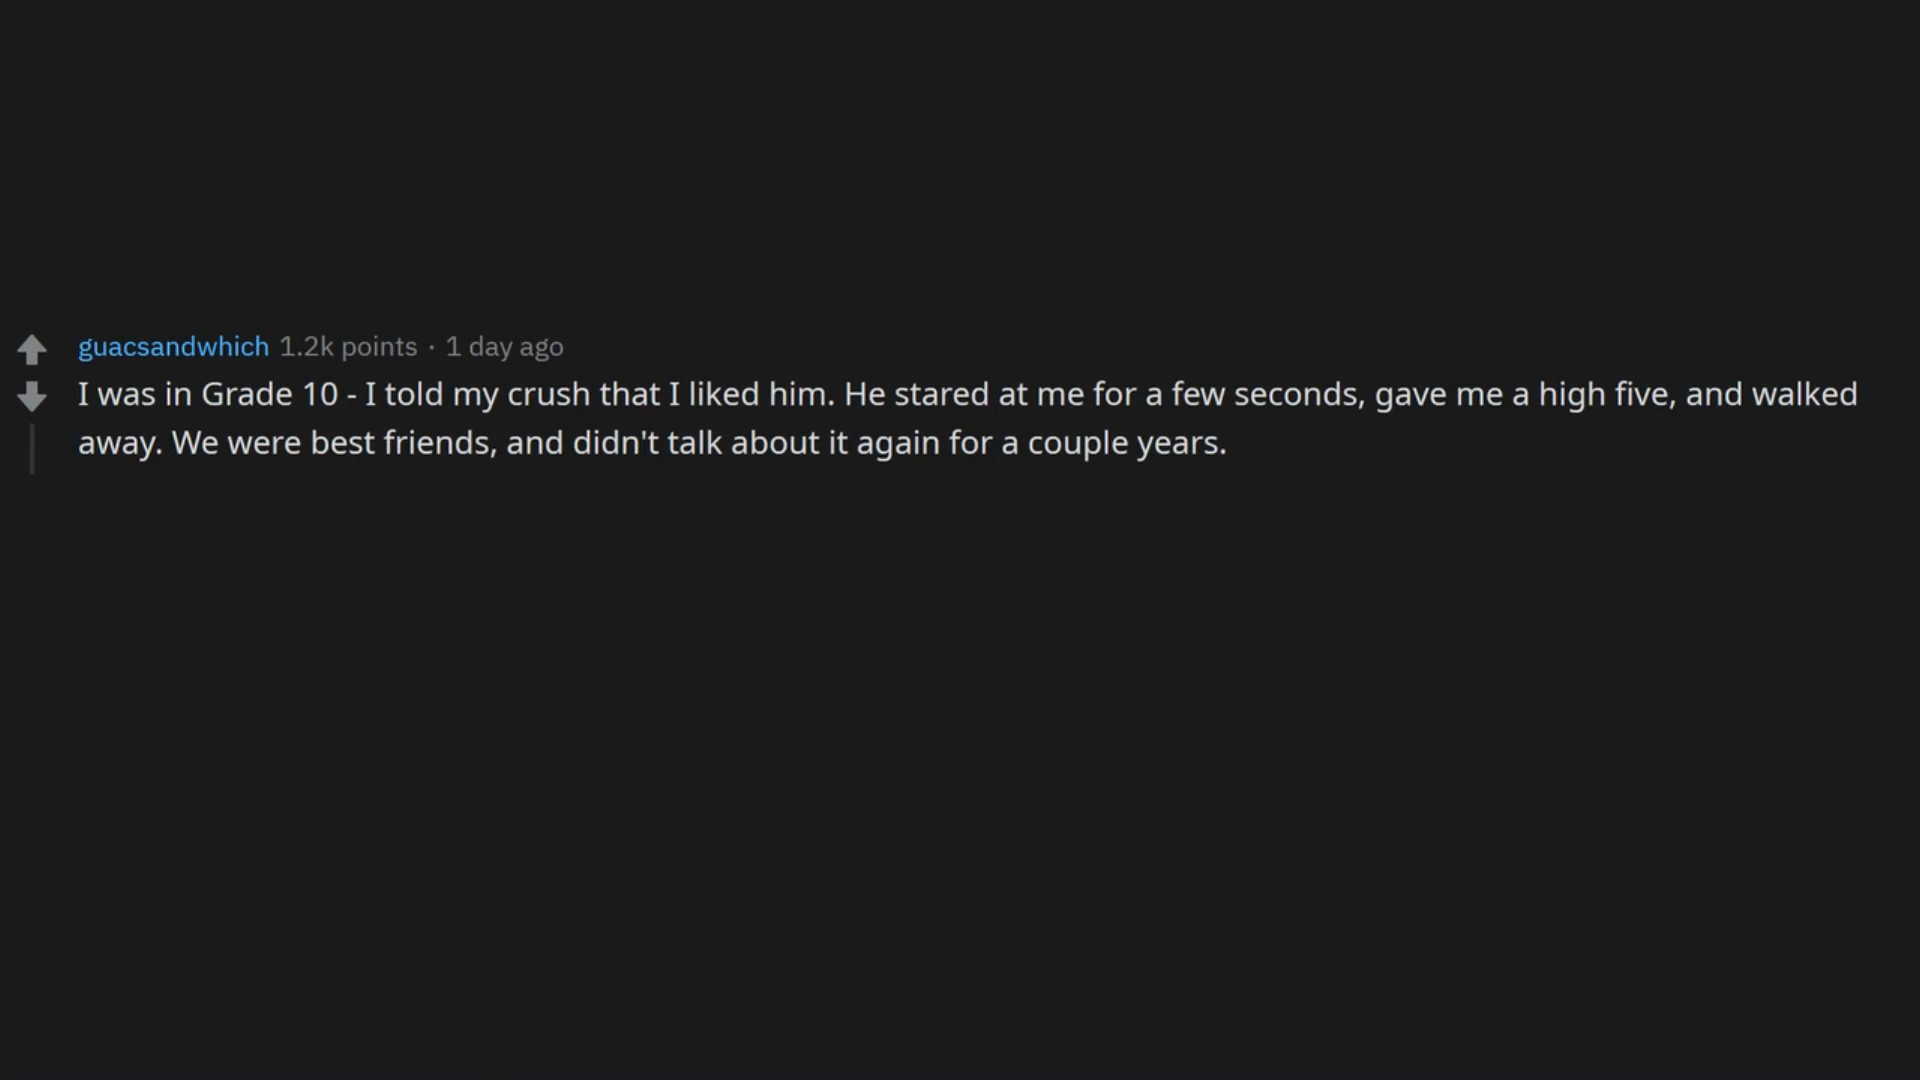 guacsandwhich 1.2k points · 1 day ago
I was in Grade 10 - I told my crush that I liked him. He stared at me for a few seconds, gave me a high five, and walked
away. We were best friends, and didn't talk about it again for a couple years.